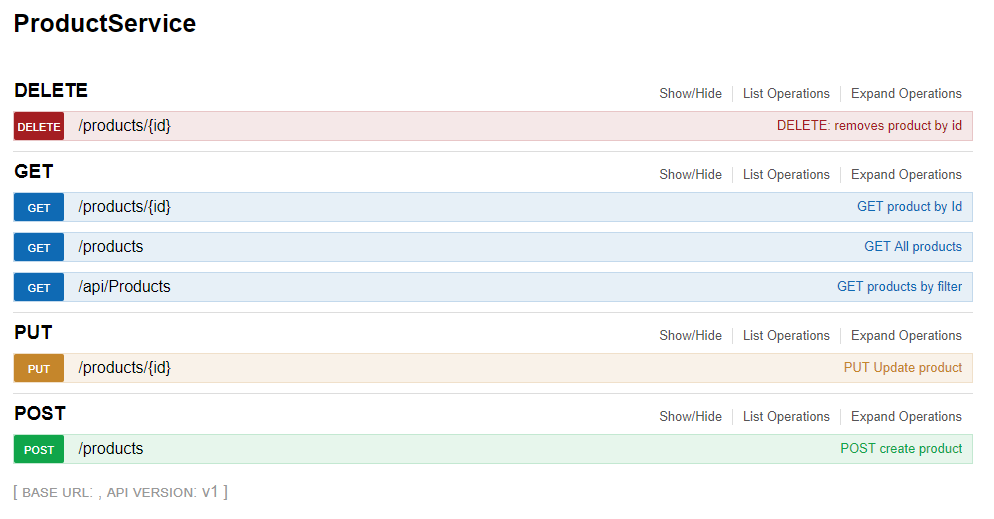 ProductService
DELETE Show/Hide List Operations Expand Operations
DELETE /products/{id} DELETE: removes product by id
GET Show/Hide List Operations Expand Operations
GET /products/{id} GET product by Id
GET /products GET All products
GET /api/Products GET products by filter
PUT Show/Hide List Operations Expand Operations
PUT /products/{id} PUT Update product
POST Show/Hide List Operations Expand Operations
POST /products POST create product
[ BASE URL: , API VERSION: v1 ]